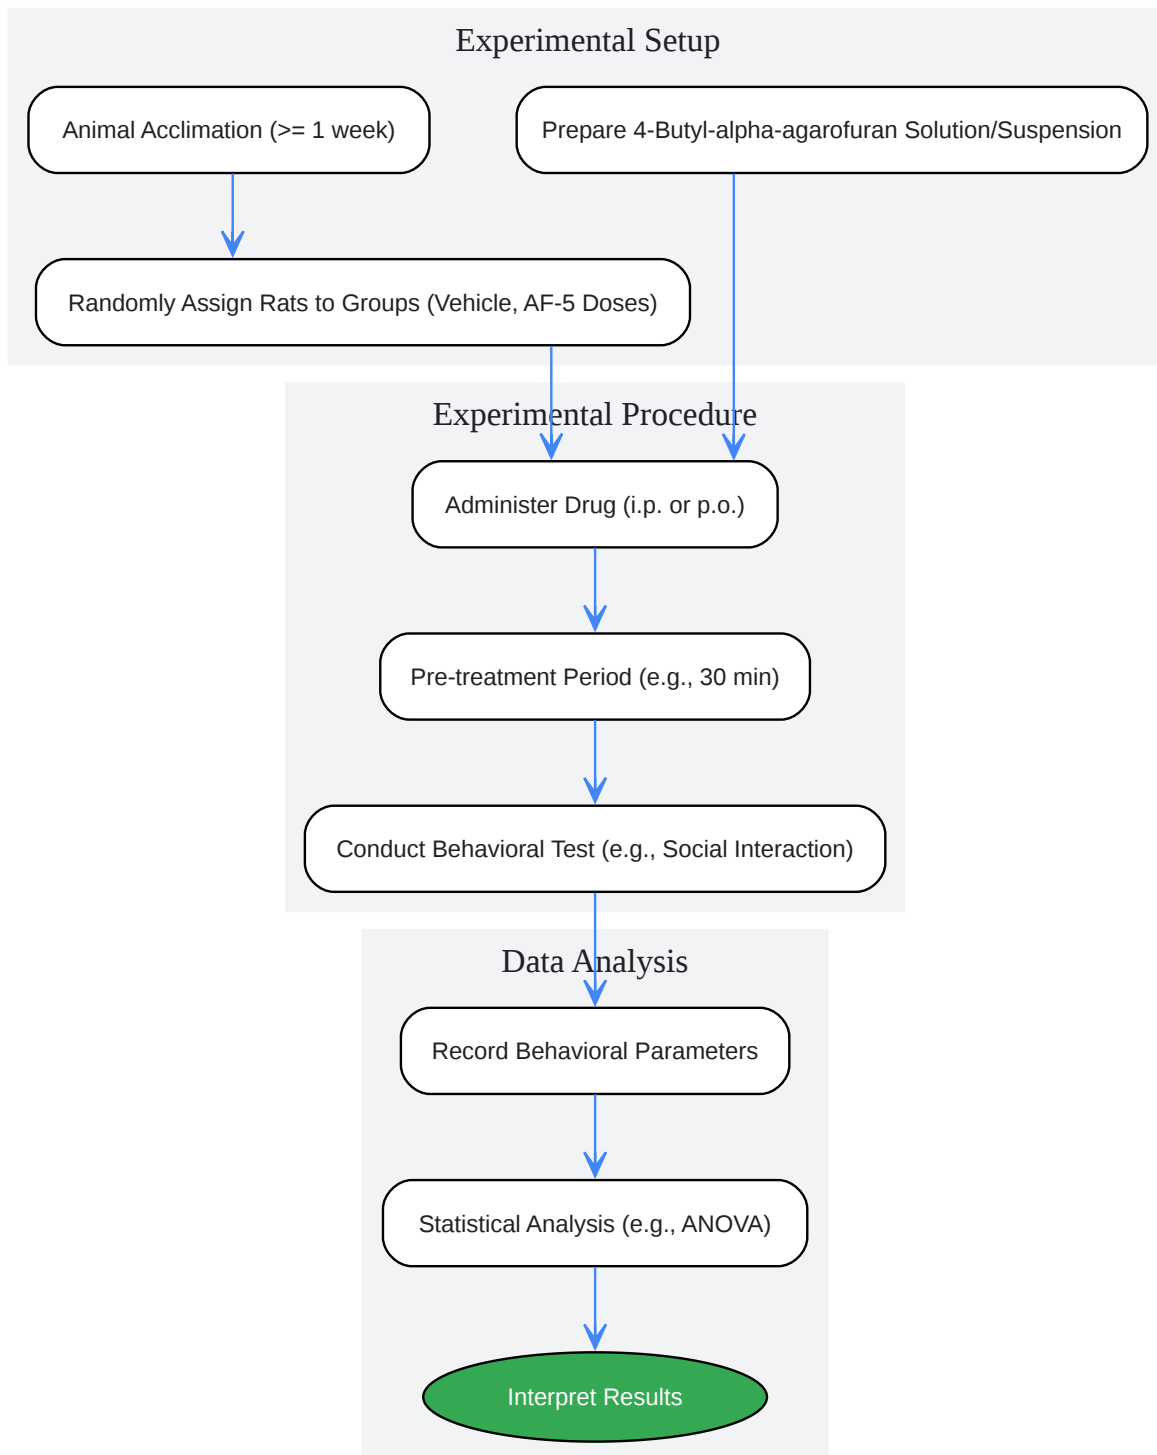 Experimental Setup
Animal Acclimation (>= 1 week)
Prepare 4-Butyl-alpha-agarofuran Solution/Suspension
Randomly Assign Rats to Groups (Vehicle, AF-5 Doses)
Experimental Procedure
Administer Drug (i.p. or p.o.)
Pre-treatment Period (e.g., 30 min)
Conduct Behavioral Test (e.g., Social Interaction)
Data Analysis
Record Behavioral Parameters
Statistical Analysis (e.g., ANOVA)
Interpret Results